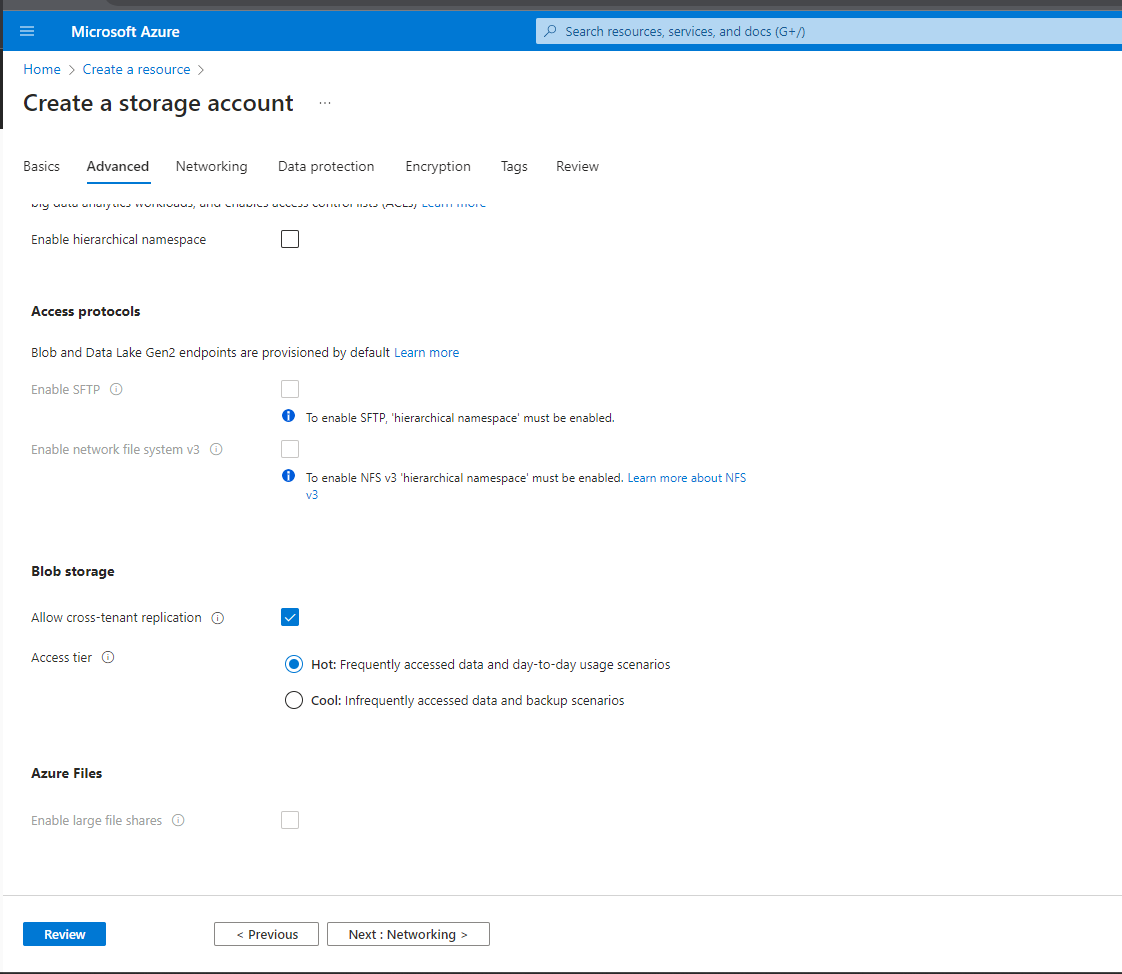 Microsoft Azure
Search resources, services, and docs (G+/)
Home > Create a resource >
Create a storage account ...
Basics Advanced Networking Data protection Encryption Tags Review
big data analytics workloads, and enables access control lists (ACLs) Learn more
Enable hierarchical namespace
Access protocols
Blob and Data Lake Gen2 endpoints are provisioned by default Learn more
Enable SFTP
To enable SFTP, 'hierarchical namespace' must be enabled.
Enable network file system v3
To enable NFS v3 'hierarchical namespace' must be enabled. Learn more about NFS
v3
Blob storage
Allow cross-tenant replication
Access tier
Hot: Frequently accessed data and day-to-day usage scenarios
Cool: Infrequently accessed data and backup scenarios
Azure Files
Enable large file shares
Review < Previous Next : Networking >